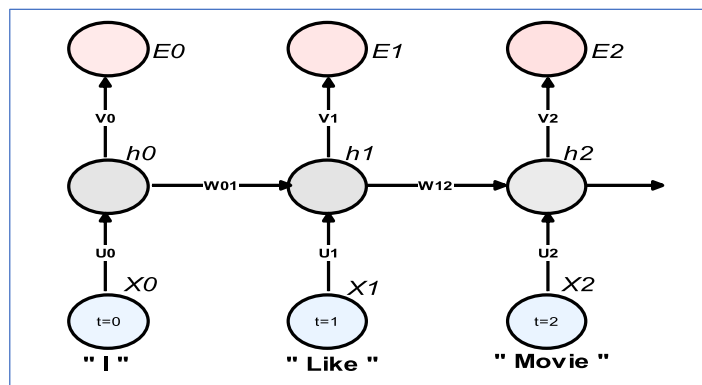 E0 E1 E2
V0 V1 V2
h0 h1 h2
W01 W12
U0 U1 U2
X0 X1 X2
t=0 t=1 t=2
" I " " Like " " Movie "